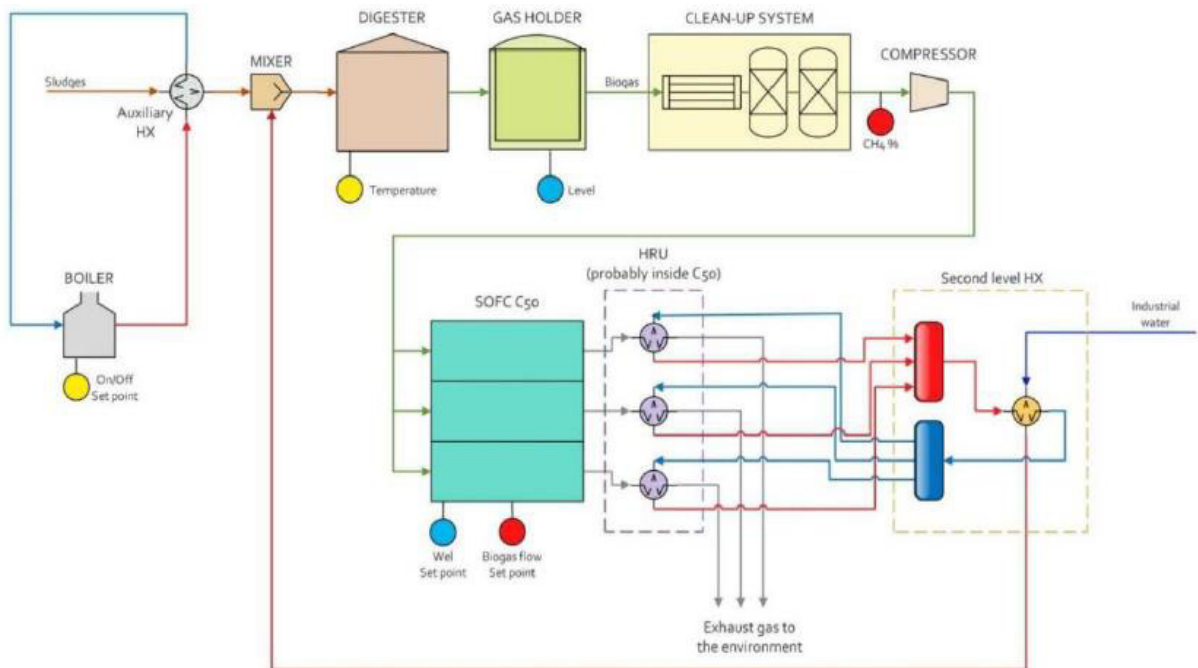 DIGESTER
GAS HOLDER
CLEAN-UP SYSTEM
COMPRESSOR
MIXER
Sludges
Auxiliary
HX
Biogas
CH4 %
Temperature
Level
BOILER
On/Off
Set point
HRU
(probably inside C50)
SOFC C50
Second level HX
Industrial
water
Wel
Set point
Biogas flow
Set point
Exhaust gas to
the environment